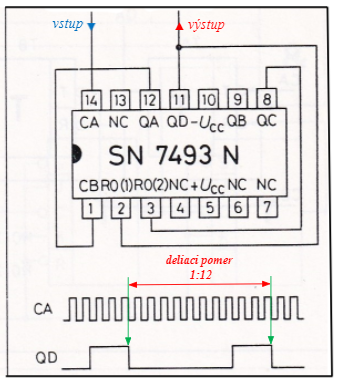 vstup výstup
14 13 12 11 10 9 8
CA NC QA QD -UCC QB QC
SN 7493 N
CB RO(1) RO(2) NC +UCC NC NC
1 2 3 4 5 6 7
deliaci pomer
1:12
CA
QD